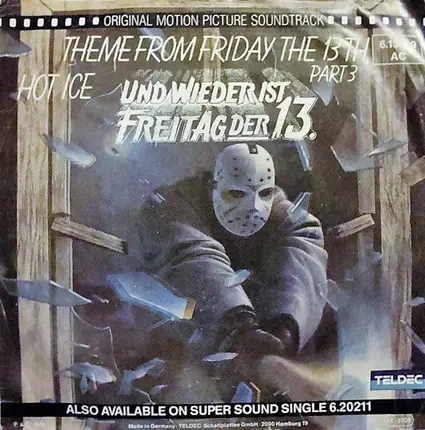 ORIGINAL MOTION PICTURE SOUNDTRACK
THEME FROM FRIDAY THE 13TH,
PART 3
AC
HOT ICE
UND WIEDER IST
FREITAG DER 13.
TELDEC
ALSO AVAILABLE ON SUPER SOUND SINGLE 6.20211
Made in Germany · TELDEC Schallplatten GmbH · 2000 Hamburg 19